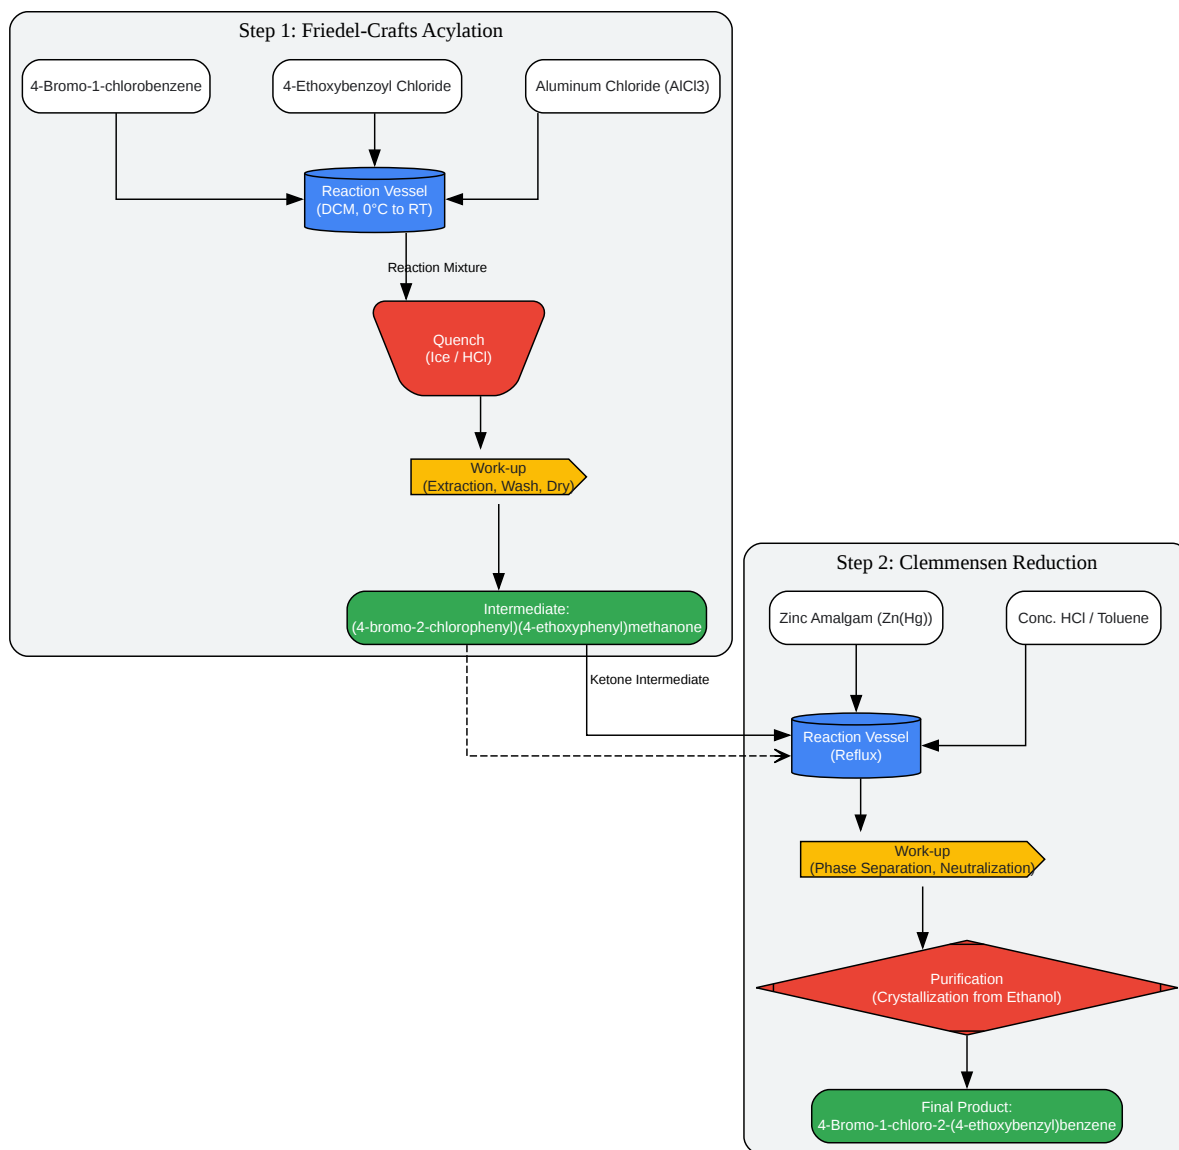 Step 1: Friedel-Crafts Acylation
4-Bromo-1-chlorobenzene
4-Ethoxybenzoyl Chloride
Aluminum Chloride (AlCl3)
Reaction Vessel
(DCM, 0°C to RT)
Reaction Mixture
Quench
(Ice / HCl)
Work-up
(Extraction, Wash, Dry)
Intermediate:
(4-bromo-2-chlorophenyl)(4-ethoxyphenyl)methanone
Ketone Intermediate
Step 2: Clemmensen Reduction
Zinc Amalgam (Zn(Hg))
Conc. HCl / Toluene
Reaction Vessel
(Reflux)
Work-up
(Phase Separation, Neutralization)
Purification
(Crystallization from Ethanol)
Final Product:
4-Bromo-1-chloro-2-(4-ethoxybenzyl)benzene